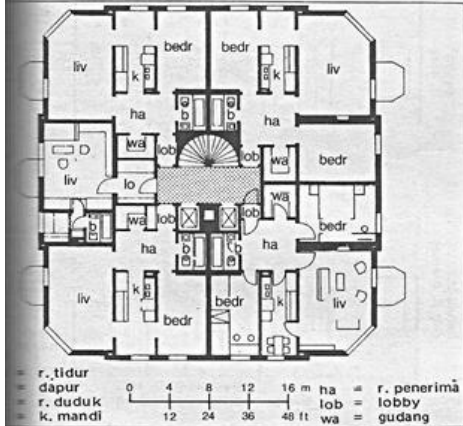 bedr bedr
liv k k liv
ha b b ha
wa lob lob wa bedr
liv lo
wa lob lob wa bedr
b ha b b ha
liv k bedr bedr k liv
= r. tidur
= dapur
= r. duduk
= k. mandi
0 4 8 12 16 m
12 24 36 48 ft
ha = r. penerima
lob = lobby
wa = gudang